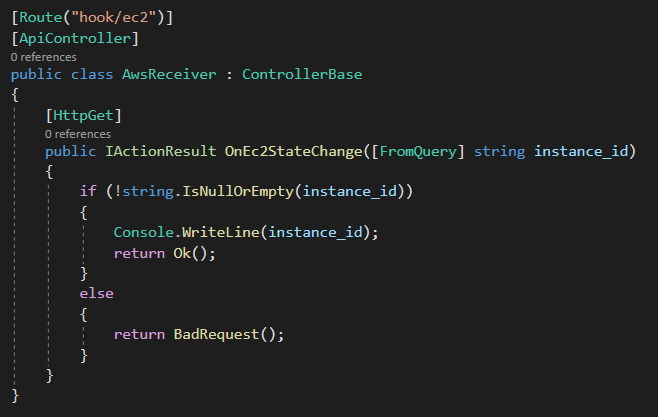 [Route("hook/ec2")]
[ApiController]
0 references
public class AwsReceiver : ControllerBase
{
[HttpGet]
0 references
public IActionResult OnEc2StateChange([FromQuery] string instance_id)
{
if (!string.IsNullOrEmpty(instance_id))
{
Console.WriteLine(instance_id);
return Ok();
}
else
{
return BadRequest();
}
}
}